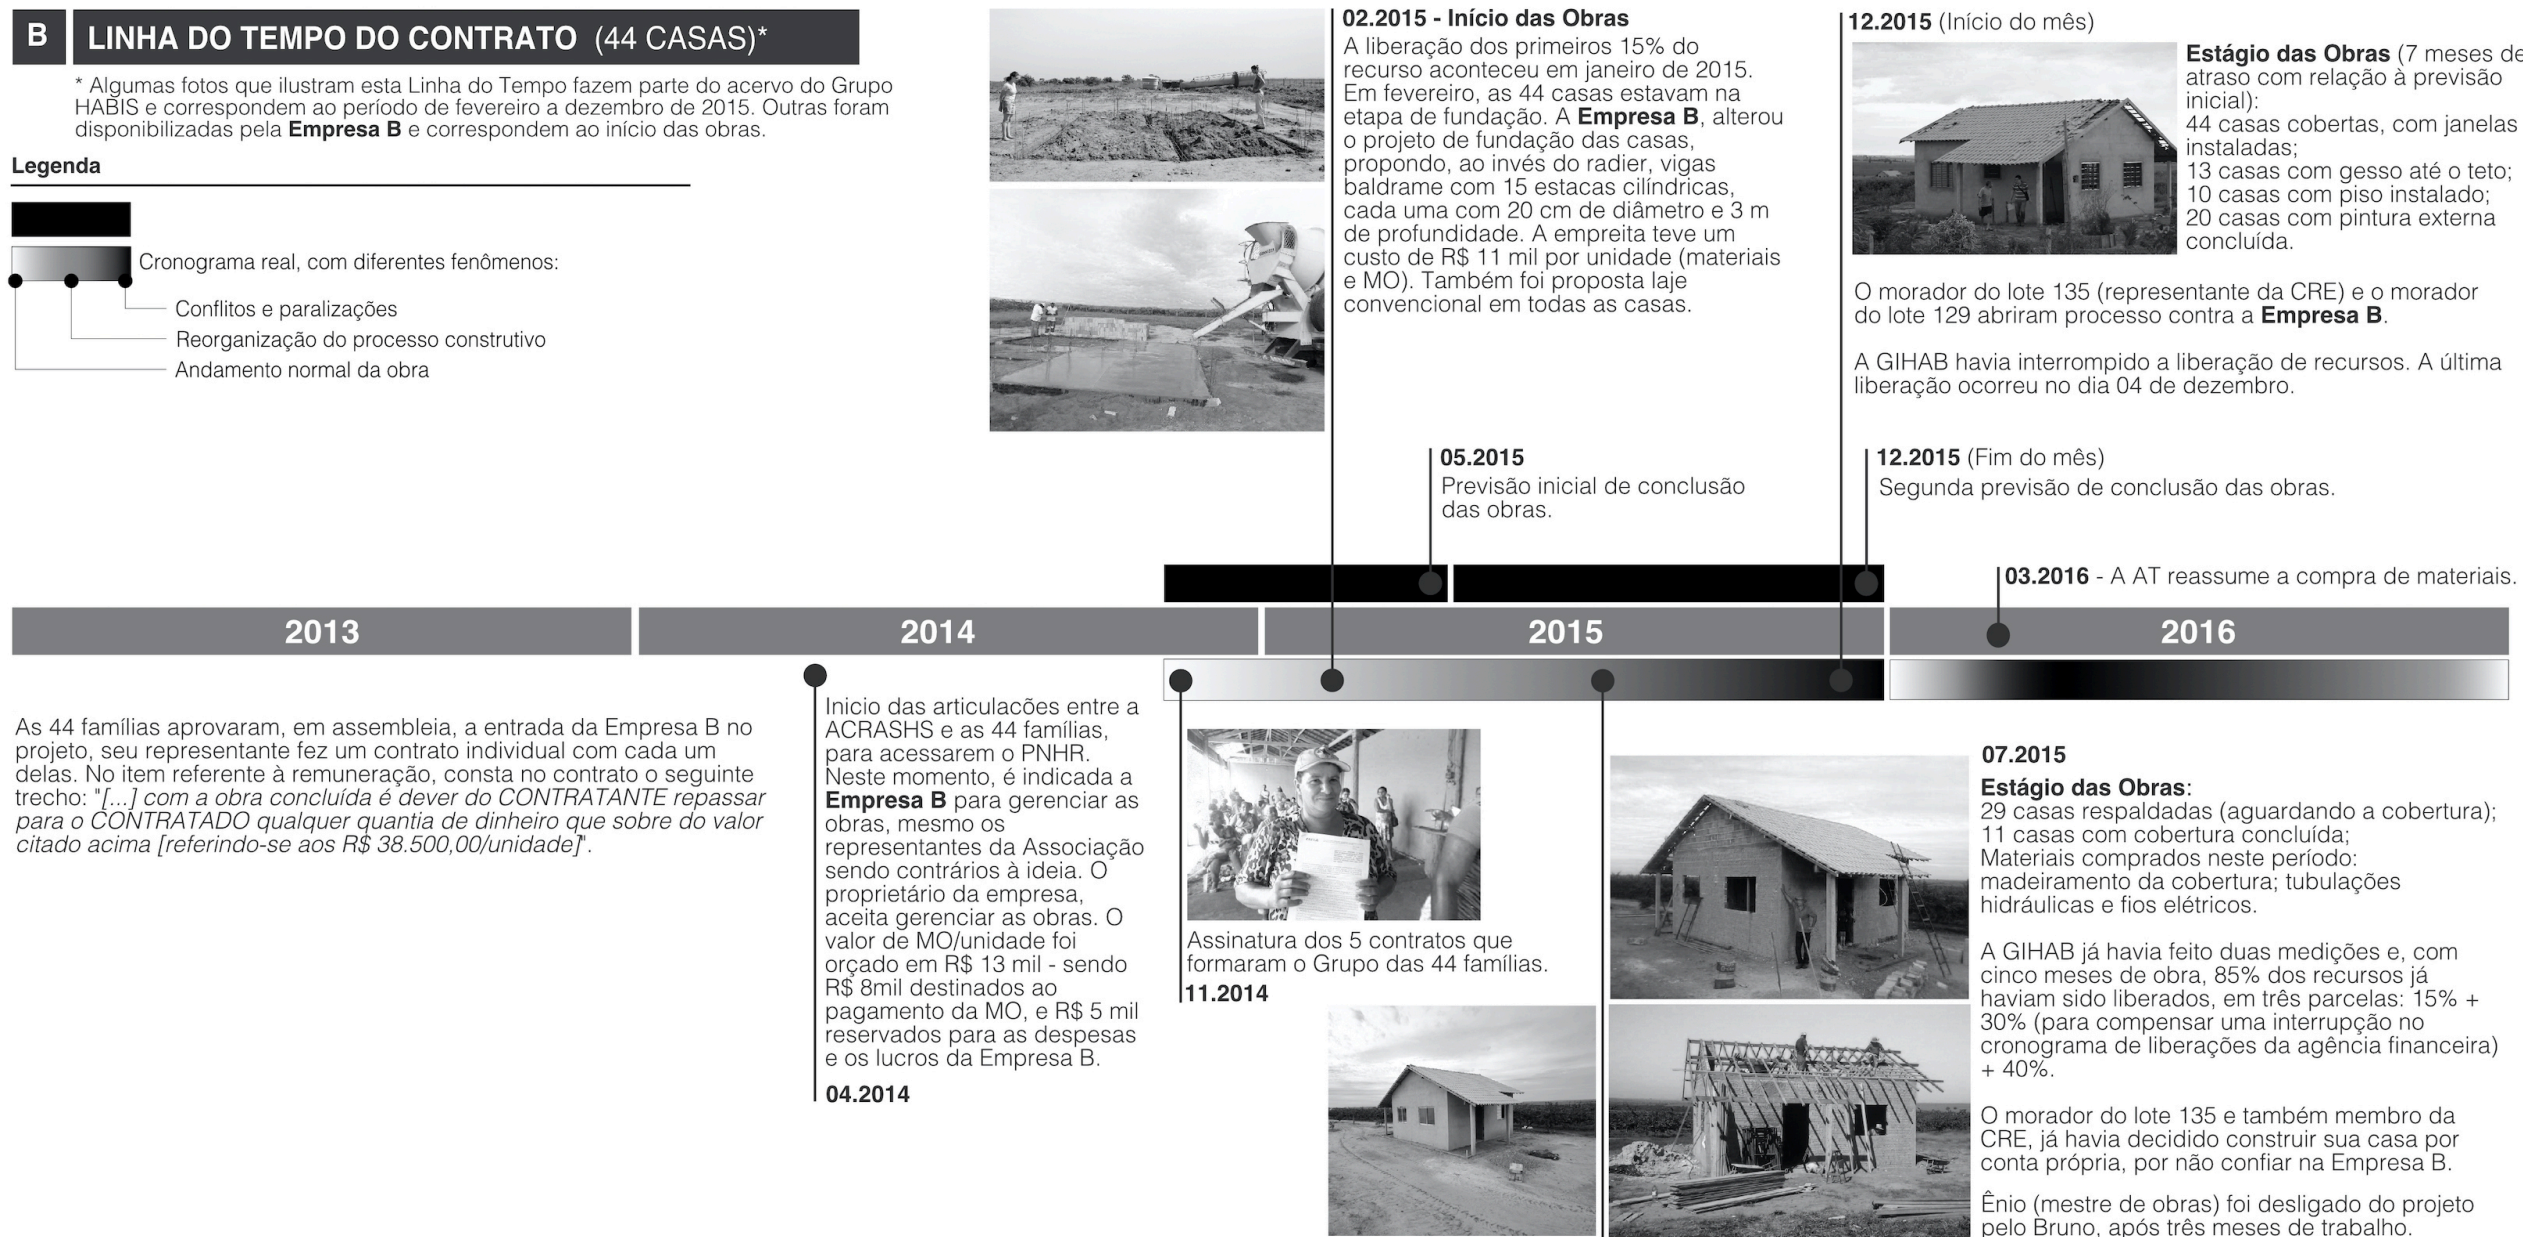 B LINHA DO TEMPO DO CONTRATO (44 CASAS)*
* Algumas fotos que ilustram esta Linha do Tempo fazem parte do acervo do Grupo
HABIS e correspondem ao período de fevereiro a dezembro de 2015. Outras foram
disponibilizadas pela Empresa B e correspondem ao início das obras.
Legenda
Cronograma real, com diferentes fenômenos:
Conflitos e paralizações
Reorganização do processo construtivo
Andamento normal da obra
02.2015 - Início das Obras
A liberação dos primeiros 15% do
recurso aconteceu em janeiro de 2015.
Em fevereiro, as 44 casas estavam na
etapa de fundação. A Empresa B, alterou
o projeto de fundação das casas,
propondo, ao invés do radier, vigas
baldrame com 15 estacas cilíndricas,
cada uma com 20 cm de diâmetro e 3 m
de profundidade. A empreita teve um
custo de R$ 11 mil por unidade (materiais
e MO). Também foi proposta laje
convencional em todas as casas.
12.2015 (Início do mês)
Estágio das Obras (7 meses de
atraso com relação à previsão
inicial):
44 casas cobertas, com janelas
instaladas;
13 casas com gesso até o teto;
10 casas com piso instalado;
20 casas com pintura externa
concluída.
O morador do lote 135 (representante da CRE) e o morador
do lote 129 abriram processo contra a Empresa B.
A GIHAB havia interrompido a liberação de recursos. A última
liberação ocorreu no dia 04 de dezembro.
05.2015
Previsão inicial de conclusão
das obras.
12.2015 (Fim do mês)
Segunda previsão de conclusão das obras.
03.2016 - A AT reassume a compra de materiais.
2013
2014
2015
2016
As 44 famílias aprovaram, em assembleia, a entrada da Empresa B no
projeto, seu representante fez um contrato individual com cada um
delas. No item referente à remuneração, consta no contrato o seguinte
trecho: "[...] com a obra concluída é dever do CONTRATANTE repassar
para o CONTRATADO qualquer quantia de dinheiro que sobre do valor
citado acima [referindo-se aos R$ 38.500,00/unidade]".
Inicio das articulacões entre a
ACRASHS e as 44 famílias,
para acessarem o PNHR.
Neste momento, é indicada a
Empresa B para gerenciar as
obras, mesmo os
representantes da Associação
sendo contrários à ideia. O
proprietário da empresa,
aceita gerenciar as obras. O
valor de MO/unidade foi
orçado em R$ 13 mil - sendo
R$ 8mil destinados ao
pagamento da MO, e R$ 5 mil
reservados para as despesas
e os lucros da Empresa B.
04.2014
Assinatura dos 5 contratos que
formaram o Grupo das 44 famílias.
11.2014
07.2015
Estágio das Obras:
29 casas respaldadas (aguardando a cobertura);
11 casas com cobertura concluída;
Materiais comprados neste período:
madeiramento da cobertura; tubulações
hidráulicas e fios elétricos.
A GIHAB já havia feito duas medições e, com
cinco meses de obra, 85% dos recursos já
haviam sido liberados, em três parcelas: 15% +
30% (para compensar uma interrupção no
cronograma de liberações da agência financeira)
+ 40%.
O morador do lote 135 e também membro da
CRE, já havia decidido construir sua casa por
conta própria, por não confiar na Empresa B.
Ênio (mestre de obras) foi desligado do projeto
pelo Bruno, após três meses de trabalho.